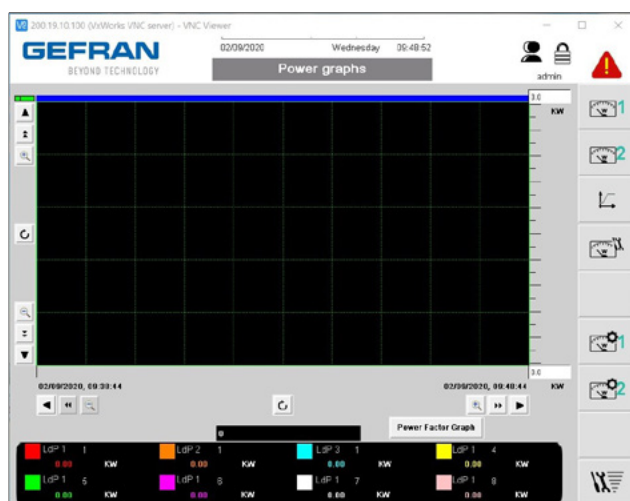 200.19.10.100 (VxWorks VNC server) - VNC Viewer
GEFRAN
BEYOND TECHNOLOGY
02/09/2020 Wednesday 09:48:52
Power graphs
admin
3.0
KW
1
2
1
2
3.0
02/09/2020, 09:39:44 02/09/2020, 09:48:44 KW
0
Power Factor Graph
LdP 1 1 LdP 2 1 LdP 3 1 LdP 1 4
0.00 KW 0.00 KW 0.00 KW 0.00 KW
LdP 1 5 LdP 1 6 LdP 1 7 LdP 1 8
0.00 KW 0.00 KW 0.00 KW 0.00 KW